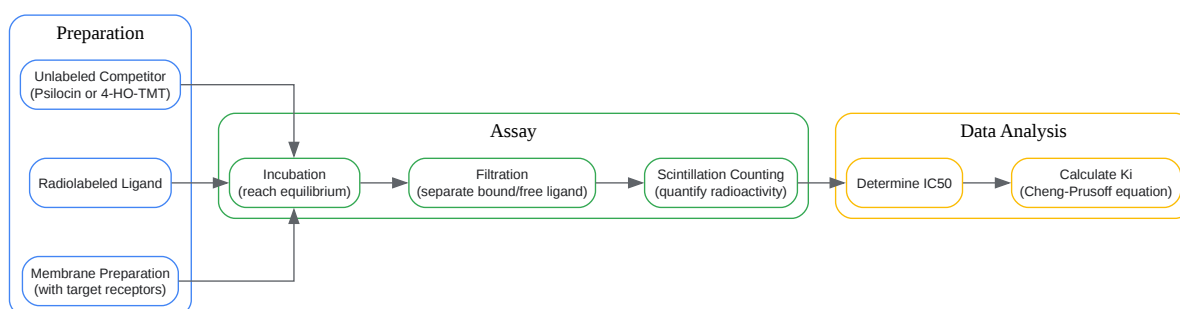 Preparation
Unlabeled Competitor
(Psilocin or 4-HO-TMT)
Radiolabeled Ligand
Membrane Preparation
(with target receptors)
Assay
Incubation
(reach equilibrium)
Filtration
(separate bound/free ligand)
Scintillation Counting
(quantify radioactivity)
Data Analysis
Determine IC50
Calculate Ki
(Cheng-Prusoff equation)